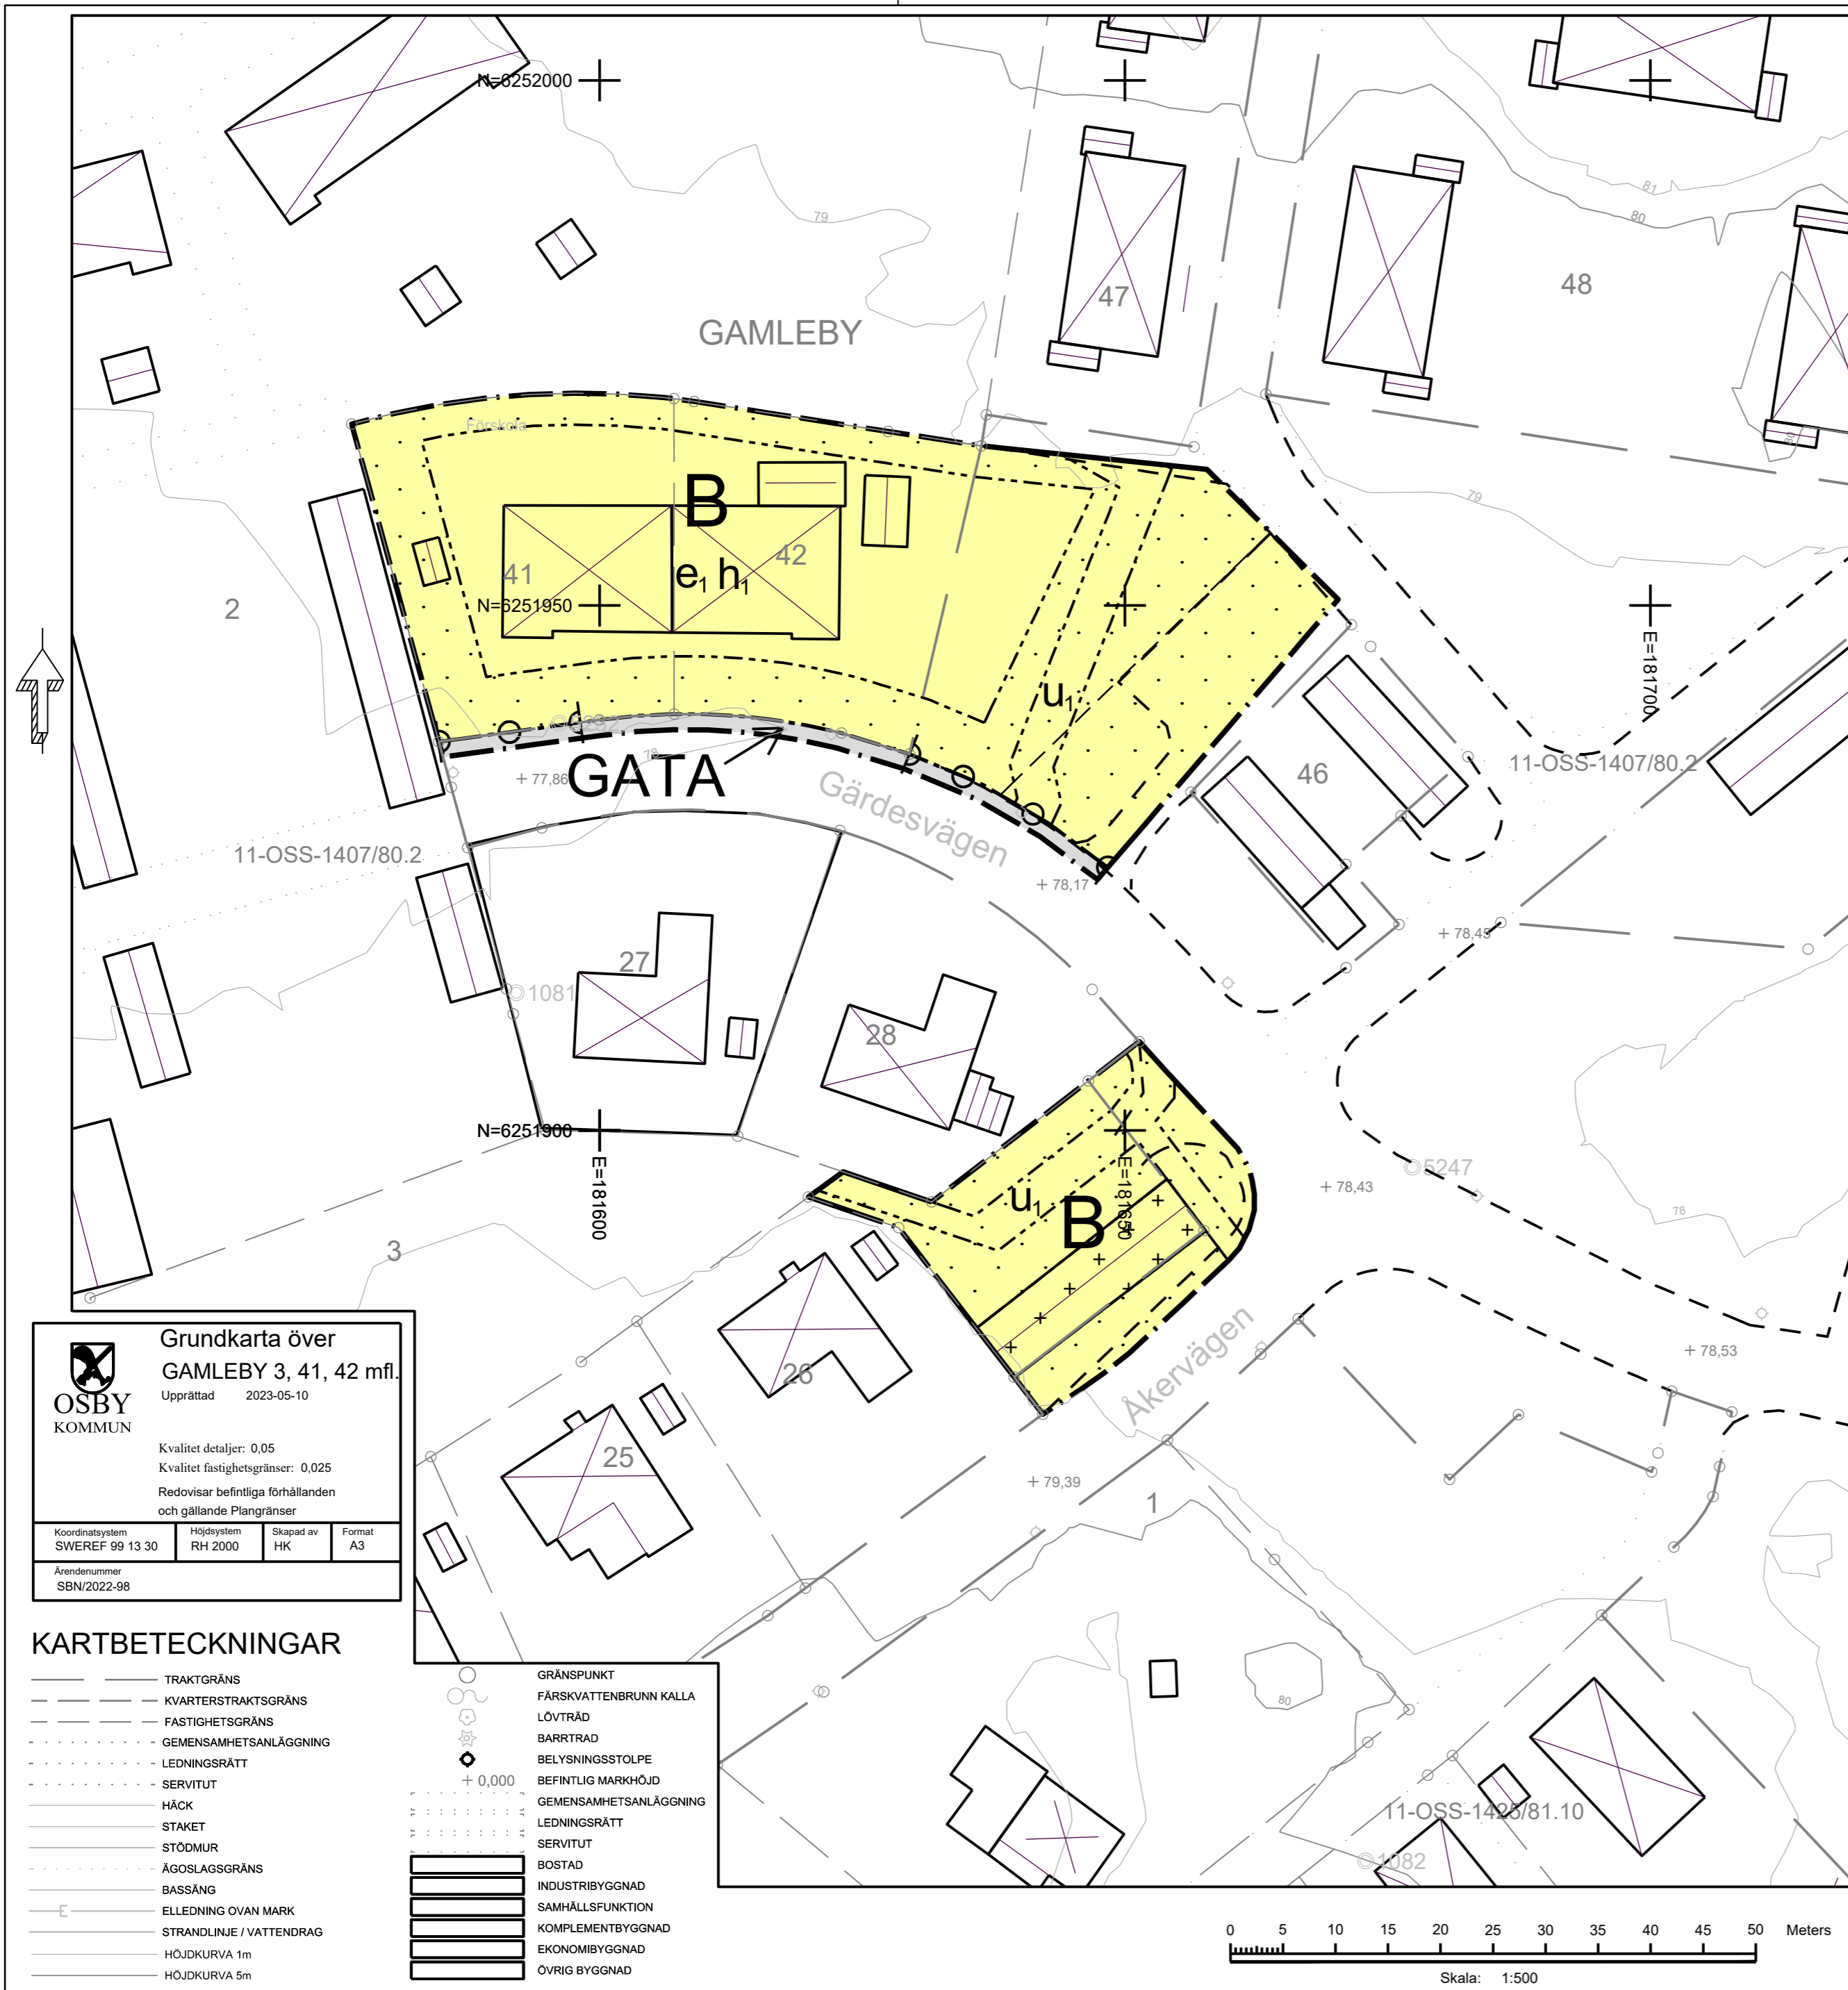 N=6252000
79
81
80
47
48
GAMLEBY
Förskola
79
B
41
42
e1 h1
N=6251950
2
E=181700
u1
46
11-OSS-1407/80.2
78
+ 77,86
GATA
Gärdesvägen
11-OSS-1407/80.2
+ 78,17
+ 78,45
27
1081
28
N=6251900
E=181600
E=181650
u1
B
5247
+ 78,43
78
3
Åkervägen
+ 78,53
26
25
+ 79,39
1
80
11-OSS-1425/81.10
1082
OSBY
KOMMUN
Grundkarta över
GAMLEBY 3, 41, 42 mfl.
Upprättad 2023-05-10
Kvalitet detaljer: 0,05
Kvalitet fastighetsgränser: 0,025
Redovisar befintliga förhållanden
och gällande Plangränser
Koordinatsystem
SWEREF 99 13 30
Höjdsystem
RH 2000
Skapad av
HK
Format
A3
Ärendenummer
SBN/2022-98
KARTBETECKNINGAR
TRAKTGRÄNS
KVARTERSTRAKTSGRÄNS
FASTIGHETSGRÄNS
GEMENSAMHETSANLÄGGNING
LEDNINGSRÄTT
SERVITUT
HÄCK
STAKET
STÖDMUR
ÄGOSLAGSGRÄNS
BASSÄNG
E ELLEDNING OVAN MARK
STRANDLINJE / VATTENDRAG
HÖJDKURVA 1m
HÖJDKURVA 5m
GRÄNSPUNKT
FÄRSKVATTENBRUNN KALLA
LÖVTRÄD
BARRTRAD
BELYSNINGSSTOLPE
+ 0,000 BEFINTLIG MARKHÖJD
GEMENSAMHETSANLÄGGNING
LEDNINGSRÄTT
SERVITUT
BOSTAD
INDUSTRIBYGGNAD
SAMHÄLLSFUNKTION
KOMPLEMENTBYGGNAD
EKONOMIBYGGNAD
ÖVRIG BYGGNAD
0 5 10 15 20 25 30 35 40 45 50 Meters
Skala: 1:500